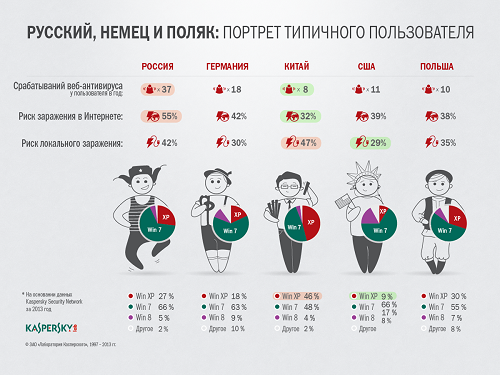 РУССКИЙ, НЕМЕЦ И ПОЛЯК: ПОРТРЕТ ТИПИЧНОГО ПОЛЬЗОВАТЕЛЯ
РОССИЯ ГЕРМАНИЯ КИТАЙ США ПОЛЬША
Срабатываний веб-антивируса
у пользователя в год:
× 37 × 18 × 8 × 11 × 10
Риск заражения в Интернете: 55% 42% 32% 39% 38%
Риск локального заражения: 42% 30% 47% 29% 35%
XP XP XP XP XP
Win 7 Win 7 Win 7 Win 7 Win 7
* На основании данных
Kaspersky Security Network
за 2013 год
Win XP 27 % Win XP 18 % Win XP 46 % Win XP 9 % Win XP 30 %
Win 7 66 % Win 7 63 % Win 7 48 % Win 7 66 % Win 7 55 %
Win 8 5 % Win 8 9 % Win 8 4 % Win 8 17 % Win 8 7 %
Другое 2 % Другое 10 % Другое 2 % Другое 8 % Другое 8 %
KASPERSKY
© ЗАО «Лаборатория Касперского», 1997 - 2013 гг.